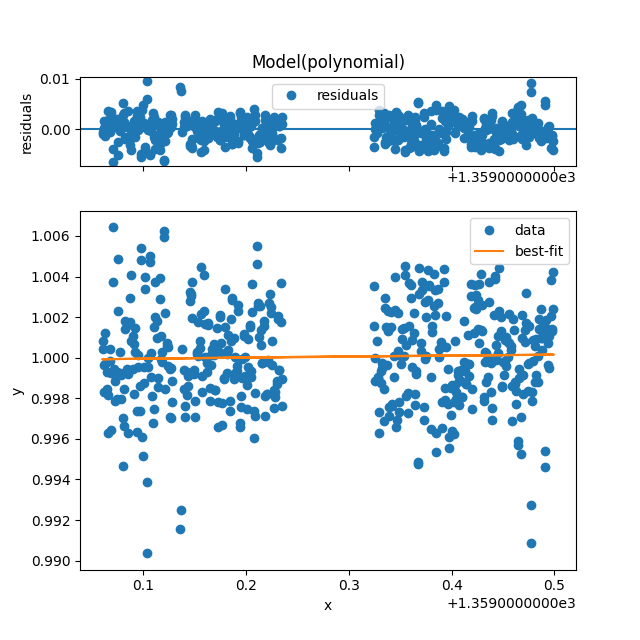 Model(polynomial)
0.01
0.00
residuals
residuals
+1.3590000000e3
1.006
1.004
1.002
1.000
0.998
0.996
0.994
0.992
0.990
y
data
best-fit
0.1 0.2 0.3 0.4 0.5
x
+1.3590000000e3